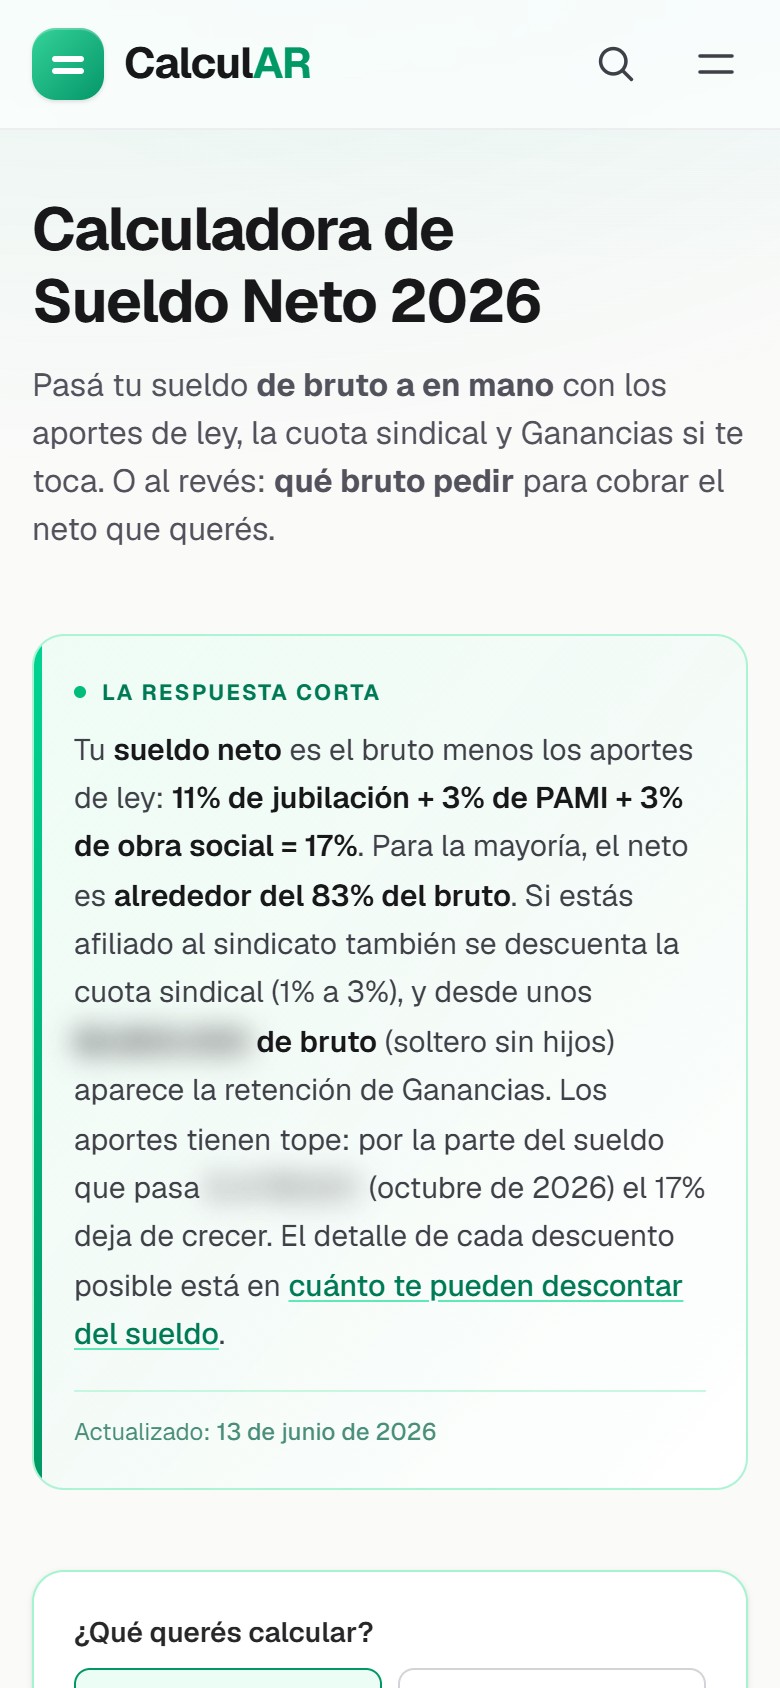 CalculAR
Calculadora de
Sueldo Neto 2026
Pasá tu sueldo de bruto a en mano con los
aportes de ley, la cuota sindical y Ganancias si te
toca. O al revés: qué bruto pedir para cobrar el
neto que querés.
LA RESPUESTA CORTA
Tu sueldo neto es el bruto menos los aportes
de ley: 11% de jubilación + 3% de PAMI + 3%
de obra social = 17%. Para la mayoría, el neto
es alrededor del 83% del bruto. Si estás
afiliado al sindicato también se descuenta la
cuota sindical (1% a 3%), y desde unos
de bruto (soltero sin hijos)
aparece la retención de Ganancias. Los
aportes tienen tope: por la parte del sueldo
que pasa (octubre de 2026) el 17%
deja de crecer. El detalle de cada descuento
posible está en cuánto te pueden descontar
del sueldo.
Actualizado: 13 de junio de 2026
¿Qué querés calcular?